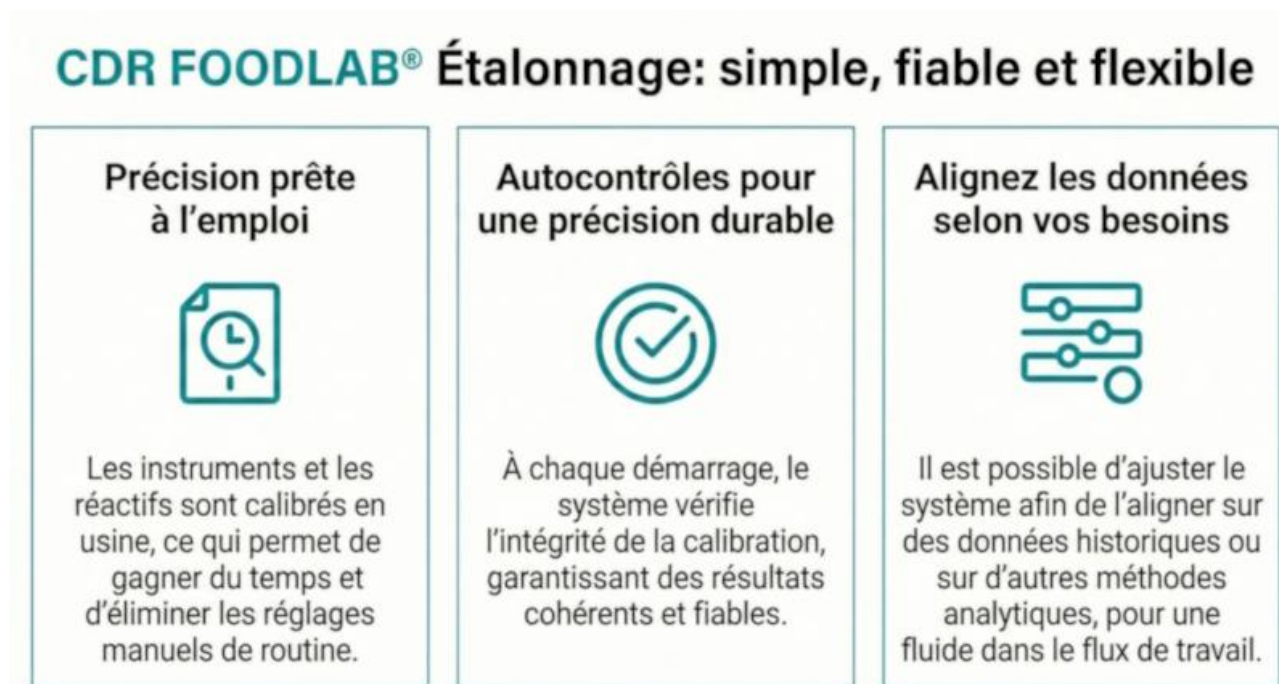 CDR FOODLAB® Étalonnage: simple, fiable et flexible
Précision prête
à l'emploi
Les instruments et les
réactifs sont calibrés en
usine, ce qui permet de
gagner du temps et
d'éliminer les réglages
manuels de routine.
Autocontrôles pour
une précision durable
À chaque démarrage, le
système vérifie
l'intégrité de la calibration,
garantissant des résultats
cohérents et fiables.
Alignez les données
selon vos besoins
Il est possible d'ajuster le
système afin de l'aligner sur
des données historiques ou
sur d'autres méthodes
analytiques, pour une
fluide dans le flux de travail.